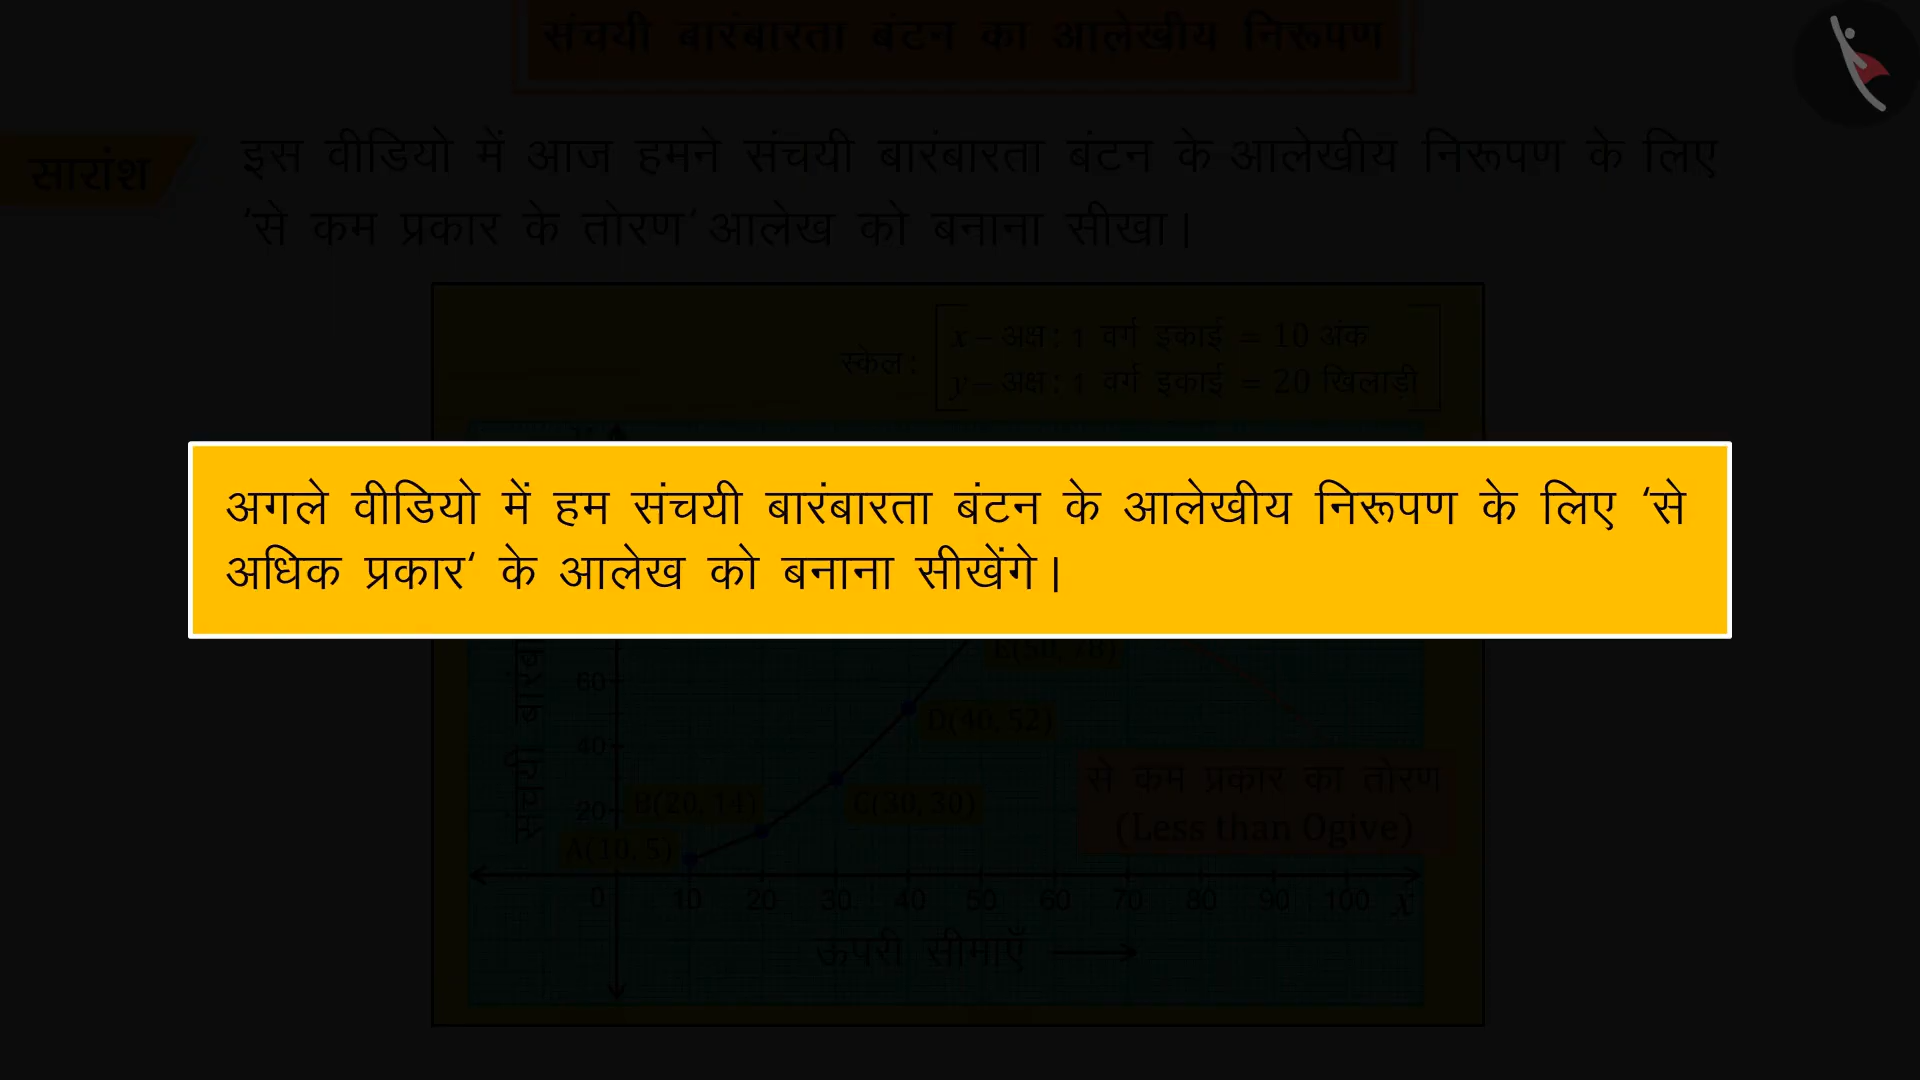 संचयी बारंबारता बंटन का आलेखीय निरूपण
सारांश
इस वीडियो में आज हमने संचयी बारंबारता बंटन के आलेखीय निरूपण के लिए
‘से कम प्रकार के तोरण‘ आलेख को बनाना सीखा।
स्केल:
x – अक्ष: 1 वर्ग इकाई = 10 अंक
y – अक्ष: 1 वर्ग इकाई = 20 खिलाड़ी
अगले वीडियो में हम संचयी बारंबारता बंटन के आलेखीय निरूपण के लिए ‘से
अधिक प्रकार‘ के आलेख को बनाना सीखेंगे।
E(50, 78)
60
D(40, 52)
40
से कम प्रकार का तोरण
(Less than Ogive)
20
B(20, 14)
C(30, 30)
A(10, 5)
संचयी
0 10 20 30 40 50 60 70 80 90 100 x
ऊपरी सीमाएँ